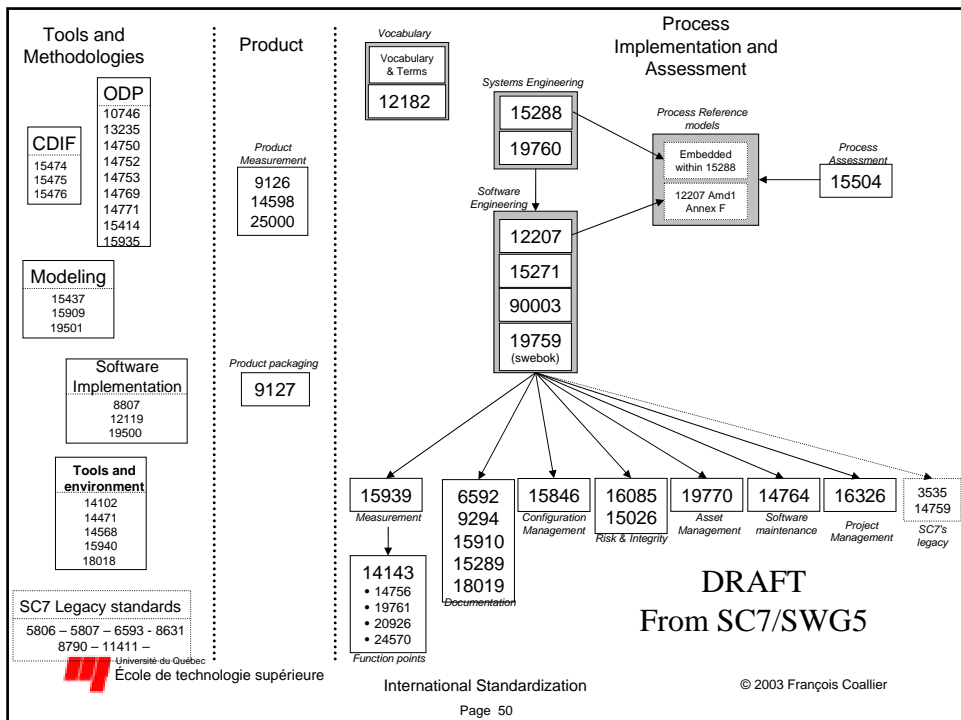 Tools and
Methodologies
ODP
10746
13235
14750
14752
14753
14769
14771
15414
15935
CDIF
15474
15475
15476
Modeling
15437
15909
19501
Software
Implementation
8807
12119
19500
Tools and
environment
14102
14471
14568
15940
18018
SC7 Legacy standards
5806 – 5807 – 6593 - 8631
8790 – 11411 –
Product
Product
Measurement
9126
14598
25000
Product packaging
9127
Process
Implementation and
Assessment
Vocabulary
Vocabulary
& Terms
12182
Systems Engineering
15288
19760
Process Reference
models
Embedded
within 15288
12207 Amd1
Annex F
Process
Assessment
15504
Software
Engineering
12207
15271
90003
19759
(swebok)
15939
Measurement
14143
• 14756
• 19761
• 20926
• 24570
Function points
6592
9294
15910
15289
18019
Documentation
15846
Configuration
Management
16085
15026
Risk & Integrity
19770
Asset
Management
14764
Software
maintenance
16326
Project
Management
3535
14759
SC7's
legacy
DRAFT
From SC7/SWG5
Université du Québec
École de technologie supérieure
International Standardization
© 2003 François Coallier
Page 50